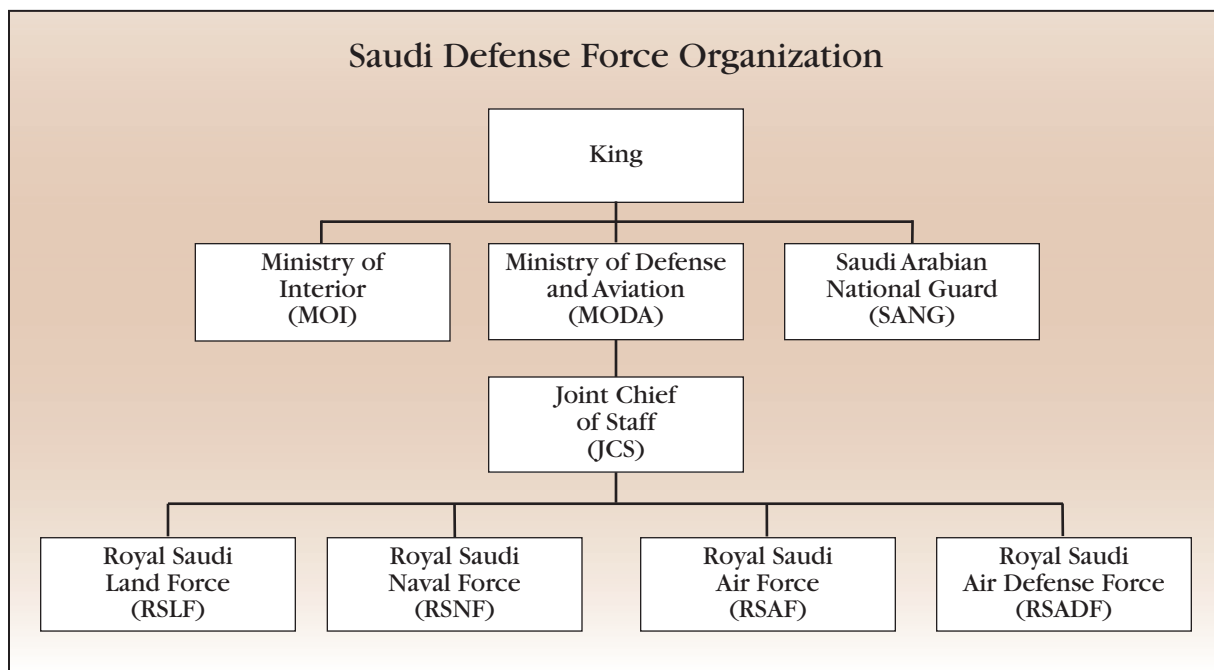 Saudi Defense Force Organization
King
Ministry of
Interior
(MOI)
Ministry of Defense
and Aviation
(MODA)
Saudi Arabian
National Guard
(SANG)
Joint Chief
of Staff
(JCS)
Royal Saudi
Land Force
(RSLF)
Royal Saudi
Naval Force
(RSNF)
Royal Saudi
Air Force
(RSAF)
Royal Saudi
Air Defense Force
(RSADF)